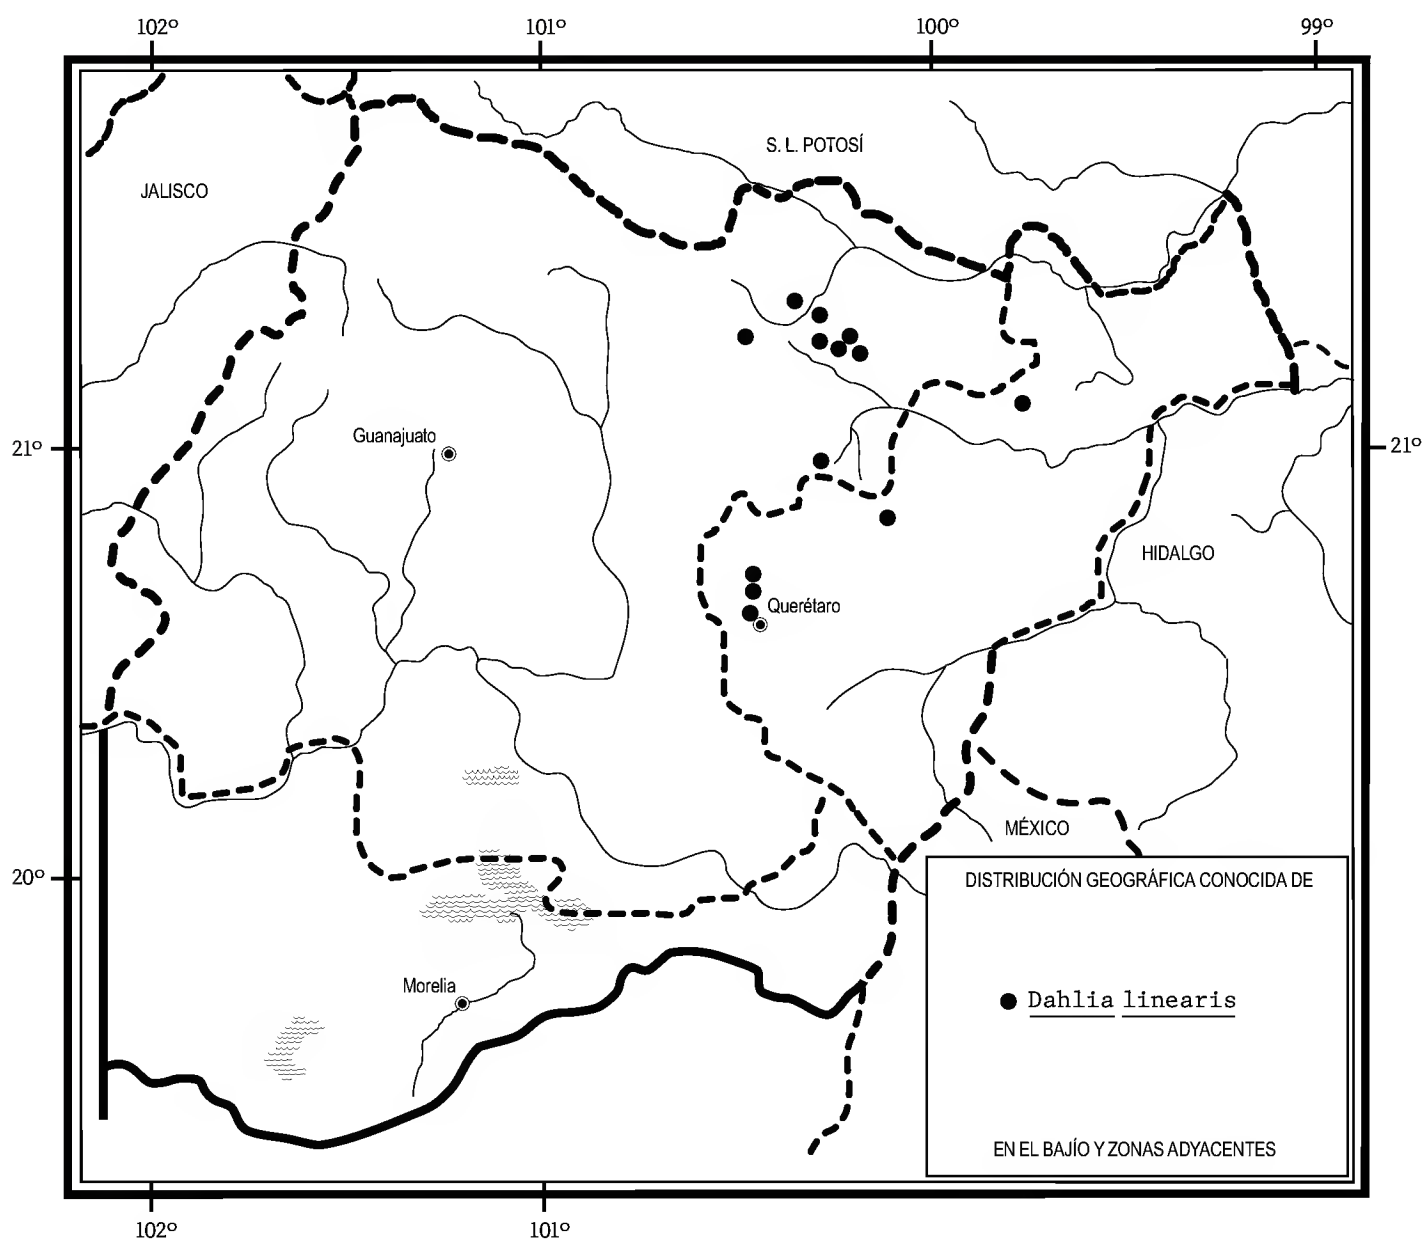 102º 101º 100º 99º
S. L. POTOSÍ
JALISCO
Guanajuato
21º 21º
HIDALGO
Querétaro
MÉXICO
20º
DISTRIBUCIÓN GEOGRÁFICA CONOCIDA DE
Morelia
Dahlia linearis
EN EL BAJÍO Y ZONAS ADYACENTES
102º 101º